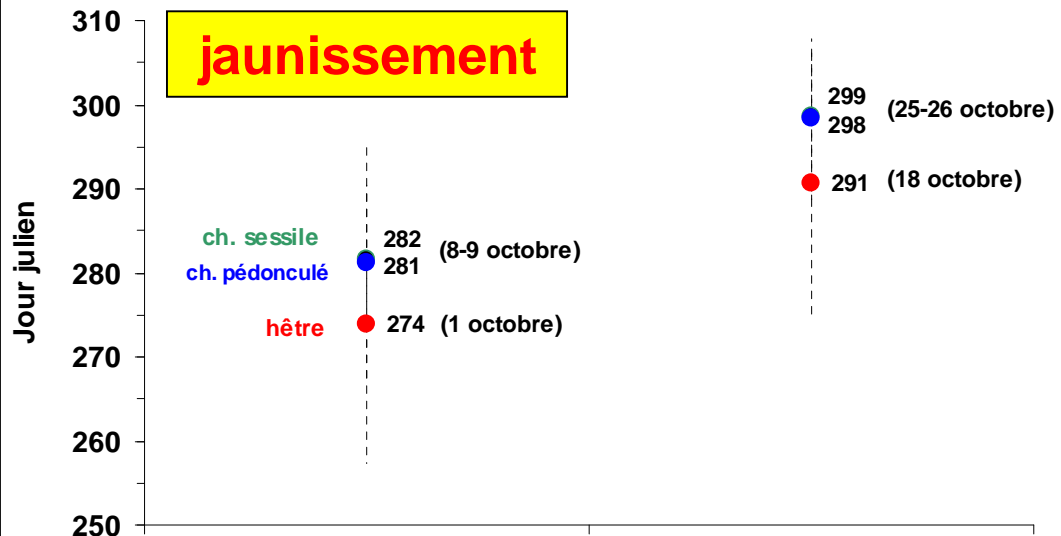 jaunissement
Jour julien
310
300
290
280
270
260
250
ch. sessile
ch. pédonculé
hêtre
282
281
(8-9 octobre)
274 (1 octobre)
299
298
(25-26 octobre)
291 (18 octobre)